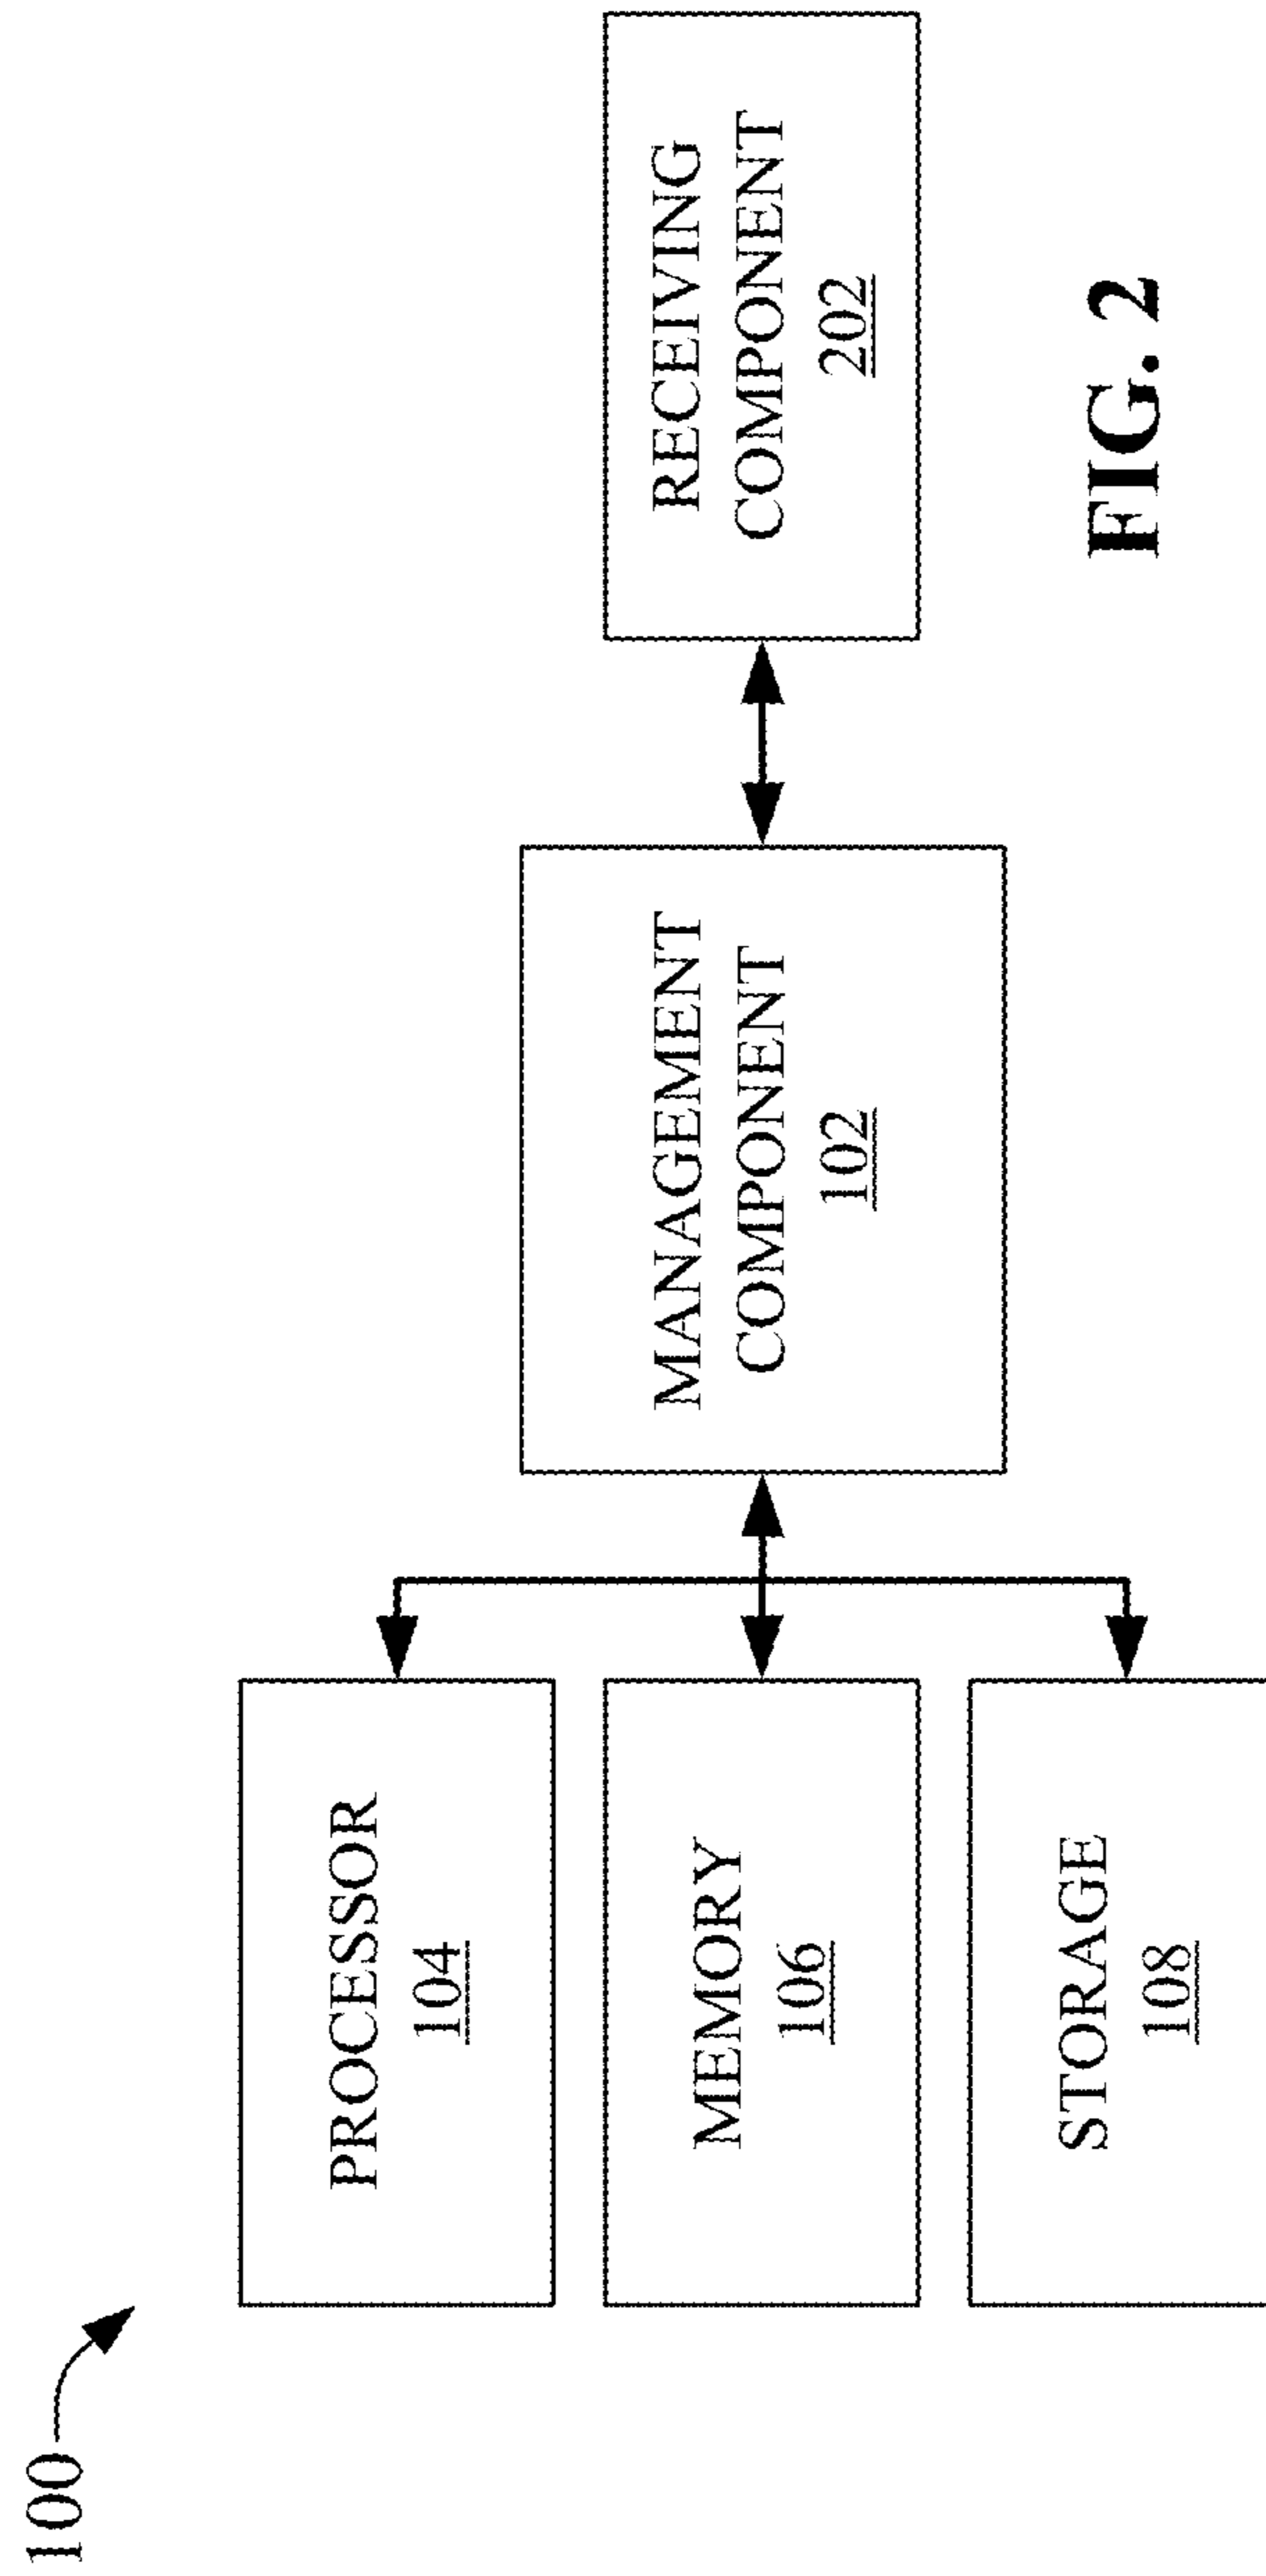 100
PROCESSOR
104
MEMORY
106
STORAGE
108
MANAGEMENT
COMPONENT
102
RECEIVING
COMPONENT
202
FIG. 2